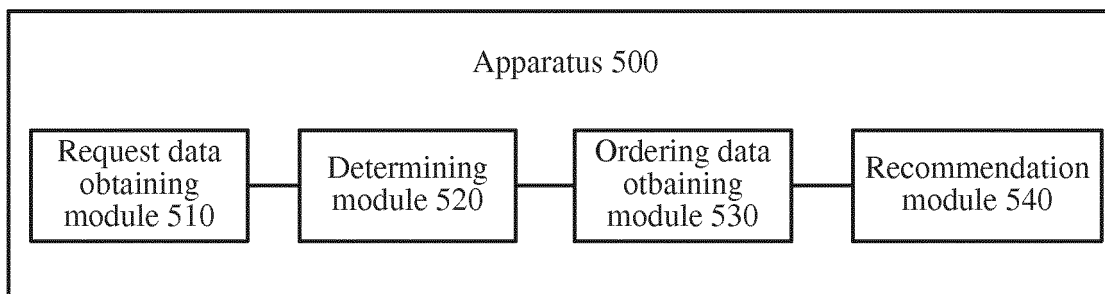 Apparatus 500
Request data
obtaining
module 510
Determining
module 520
Ordering data
otbaining
module 530
Recommendation
module 540